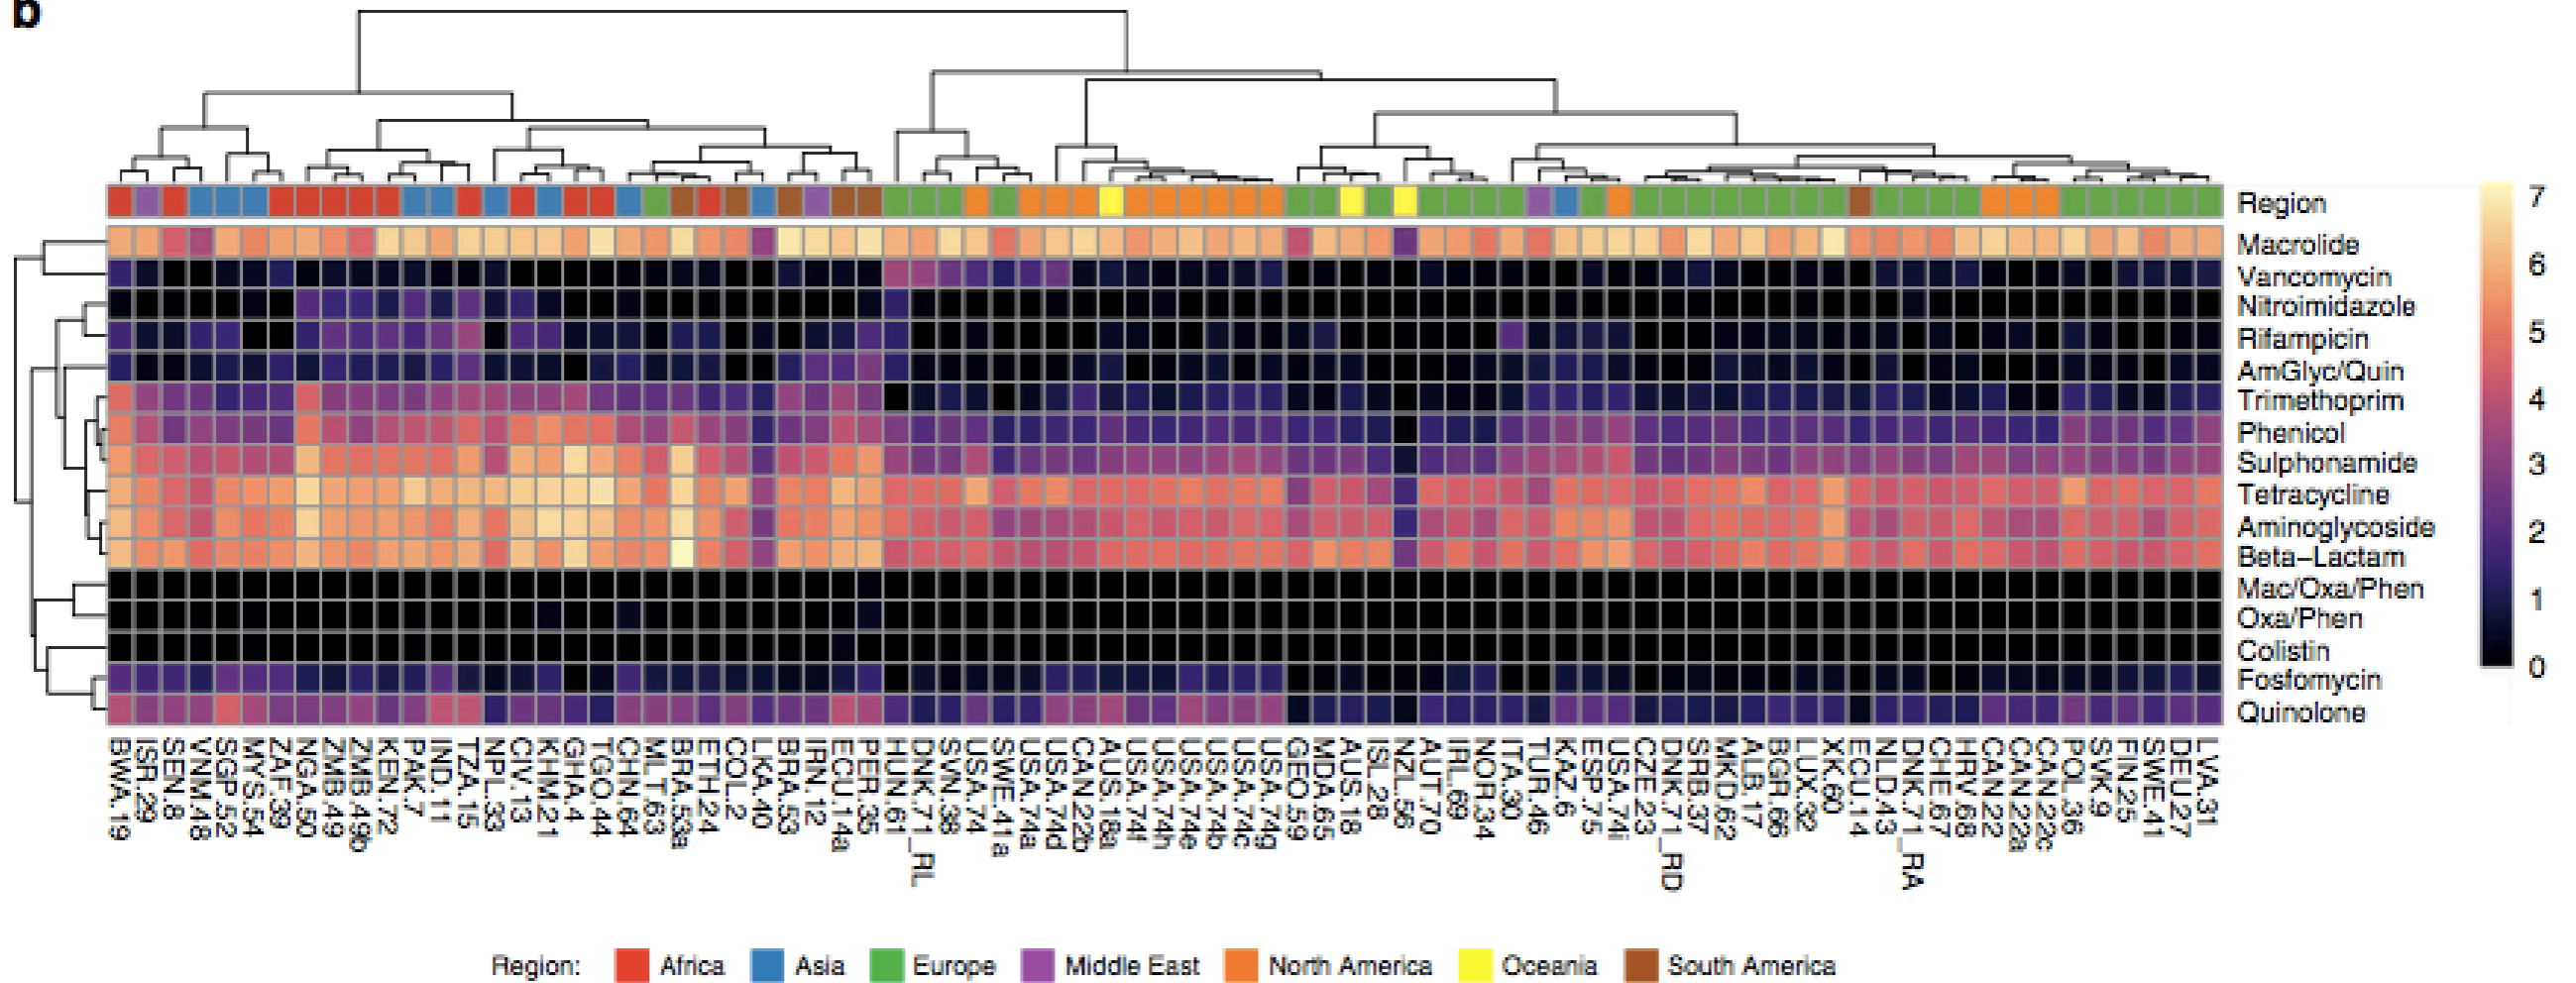 b
Region
Macrolide
Vancomycin
Nitroimidazole
Rifampicin
AmGlyc/Quin
Trimethoprim
Phenicol
Sulphonamide
Tetracycline
Aminoglycoside
Beta-Lactam
Mac/Oxa/Phen
Oxa/Phen
Colistin
Fosfomycin
Quinolone
7
6
5
4
3
2
1
0
BWA.19
ISR.29
SEN.8
VNM.48
SGP.52
MYS.54
ZAF.39
NGA.50
ZMB.49
ZMB.49b
KEN.72
PAK.7
IND.11
TZA.15
NPL.33
CIV.13
KHM.21
GHA.4
TGO.44
CHN.64
MLT.63
BRA.53a
ETH.24
COL.2
LKA.40
BRA.53
IRN.12
ECU.14a
PER.35
HUN.61
DNK.71_RL
SVN.38
USA.74
SWE.41a
USA.74a
USA.74d
CAN.22b
AUS.18a
USA.74f
USA.74h
USA.74e
USA.74b
USA.74c
USA.74g
GEO.59
MDA.65
AUS.18
ISL.28
NZL.56
AUT.70
IRL.69
NOR.34
ITA.30
TUR.46
KAZ.6
ESP.75
USA.74i
CZE.23
DNK.71_RD
SRB.37
MKD.62
ALB.17
BGR.66
LUX.32
XK.60
ECU.14
NLD.43
DNK.71_RA
CHE.67
HRV.68
CAN.22
CAN.22a
CAN.22c
POL.36
SVK.9
FIN.25
SWE.41
DEU.27
LVA.31
Region: Africa Asia Europe Middle East North America Oceania South America